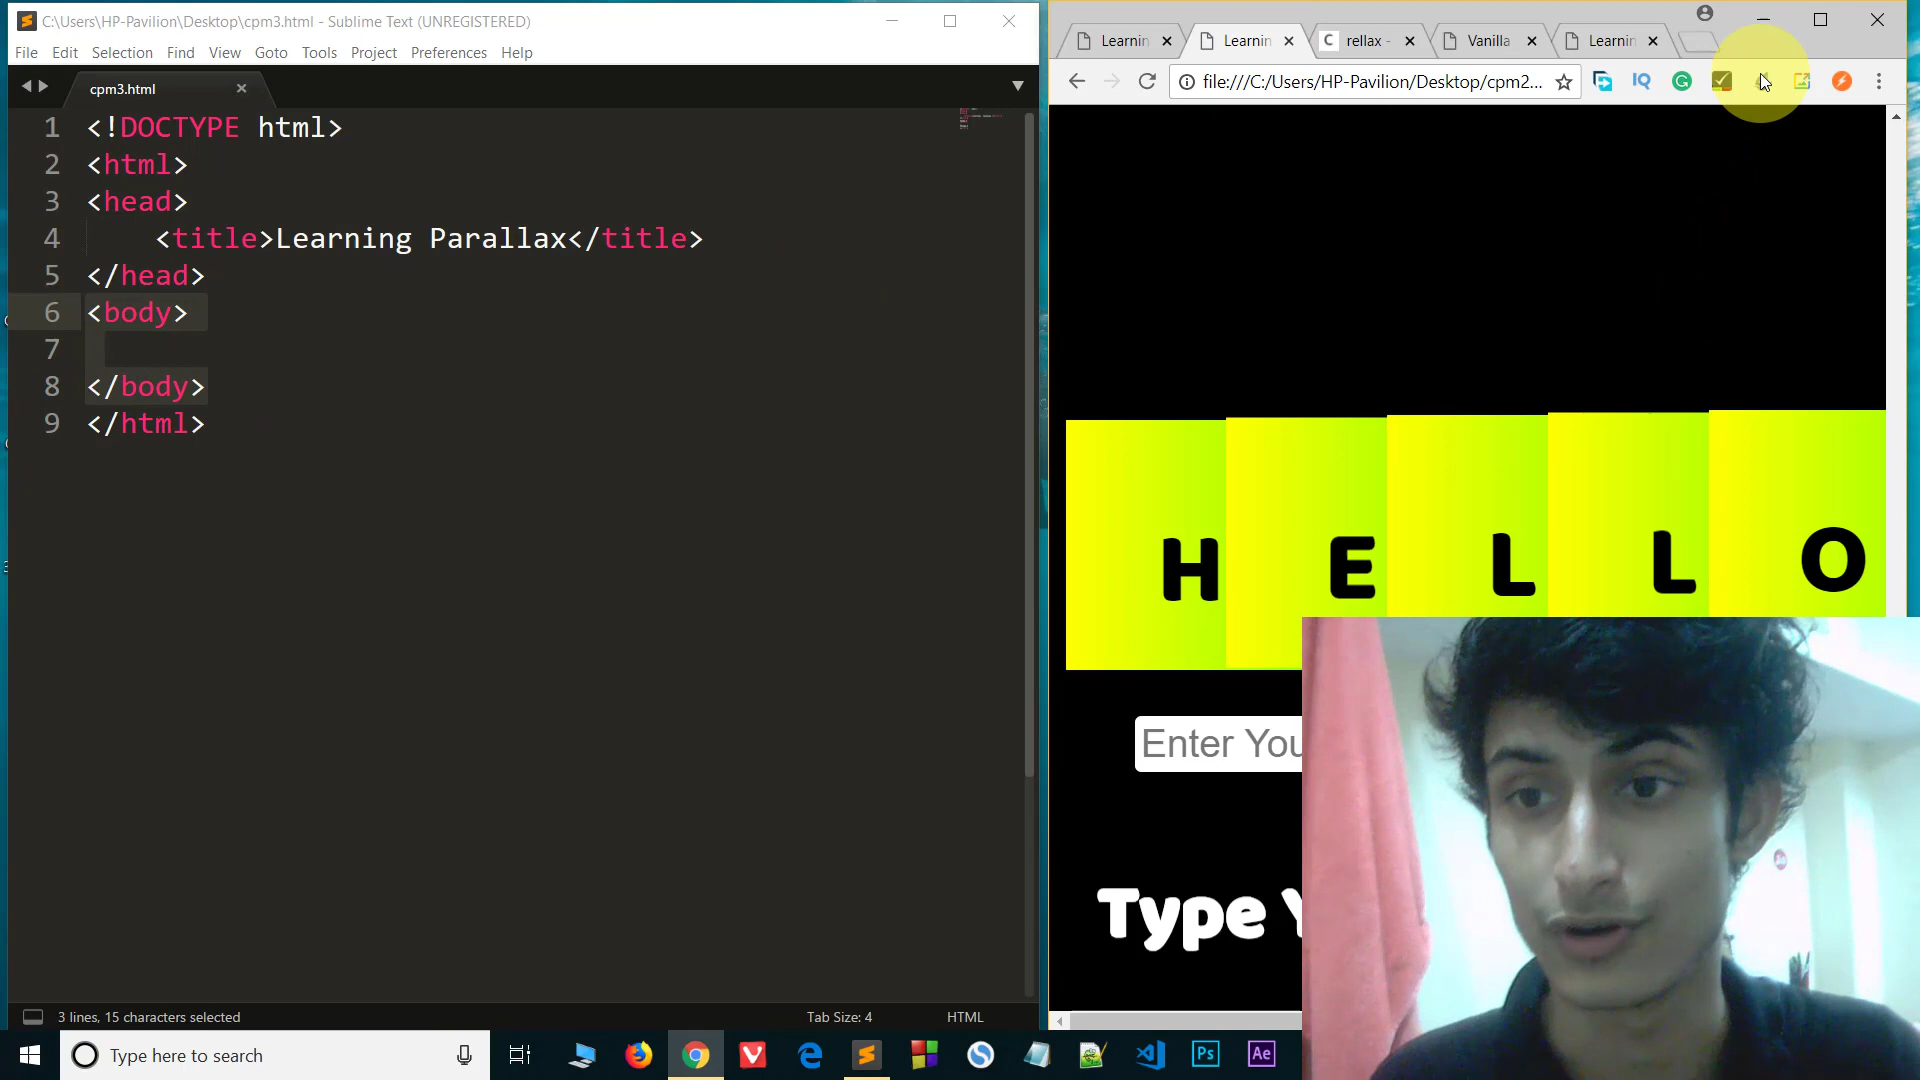 C:\Users\HP-Pavilion\Desktop\cpm3.html - Sublime Text (UNREGISTERED)
File Edit Selection Find View Goto Tools Project Preferences Help
cpm3.html
1 <!DOCTYPE html>
2 <html>
3 <head>
4 <title>Learning Parallax</title>
5 </head>
6 <body>
7
8 </body>
9 </html>
3 lines, 15 characters selected
Tab Size: 4
HTML
Learnin
Learnin
C rellax -
Vanilla
Learnin
file:///C:/Users/HP-Pavilion/Desktop/cpm2...
IQ
H E L L O
Enter You
Type
Type here to search
Ps
Ae